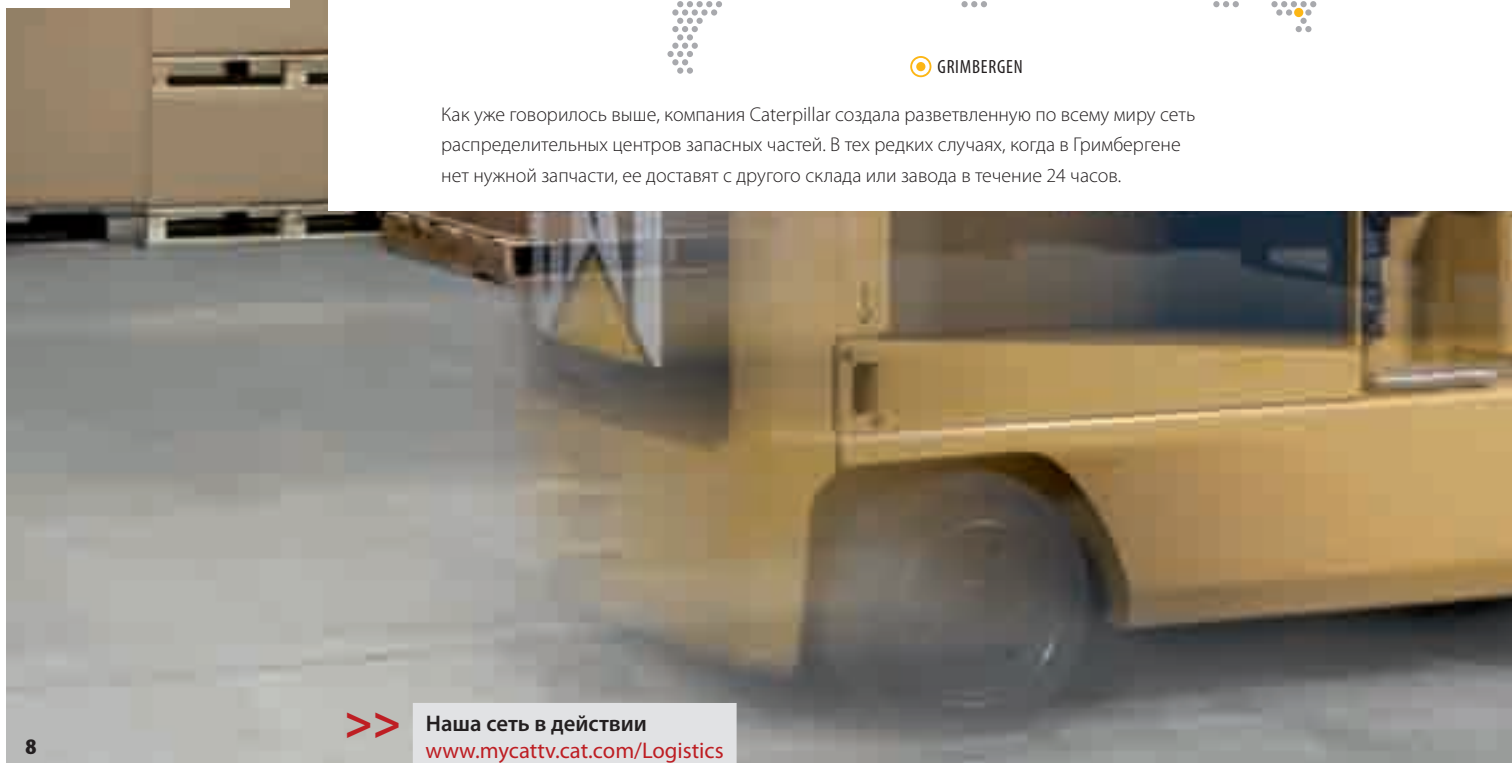 GRIMBERGEN
Как уже говорилось выше, компания Caterpillar создала разветвленную по всему миру сеть
распределительных центров запасных частей. В тех редких случаях, когда в Гримбергене
нет нужной запчасти, ее доставят с другого склада или завода в течение 24 часов.
>> Наша сеть в действии
www.mycattv.cat.com/Logistics
8